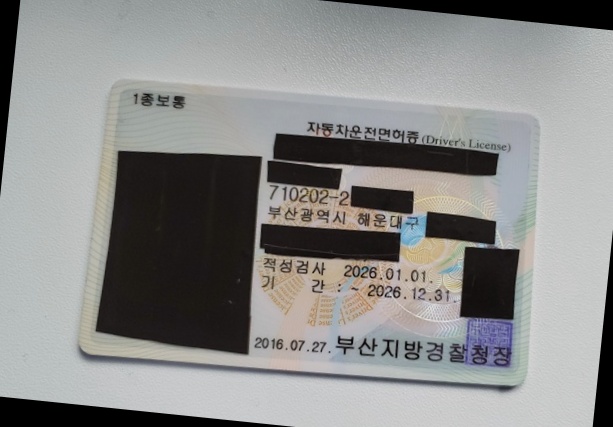 1종보통
자동차운전면허증 (Driver's License)
710202-2
부산광역시 해운대구
적성검사 2026.01.01.
기 간 : ~ 2026.12.31.
2016.07.27. 부산지방경찰청장